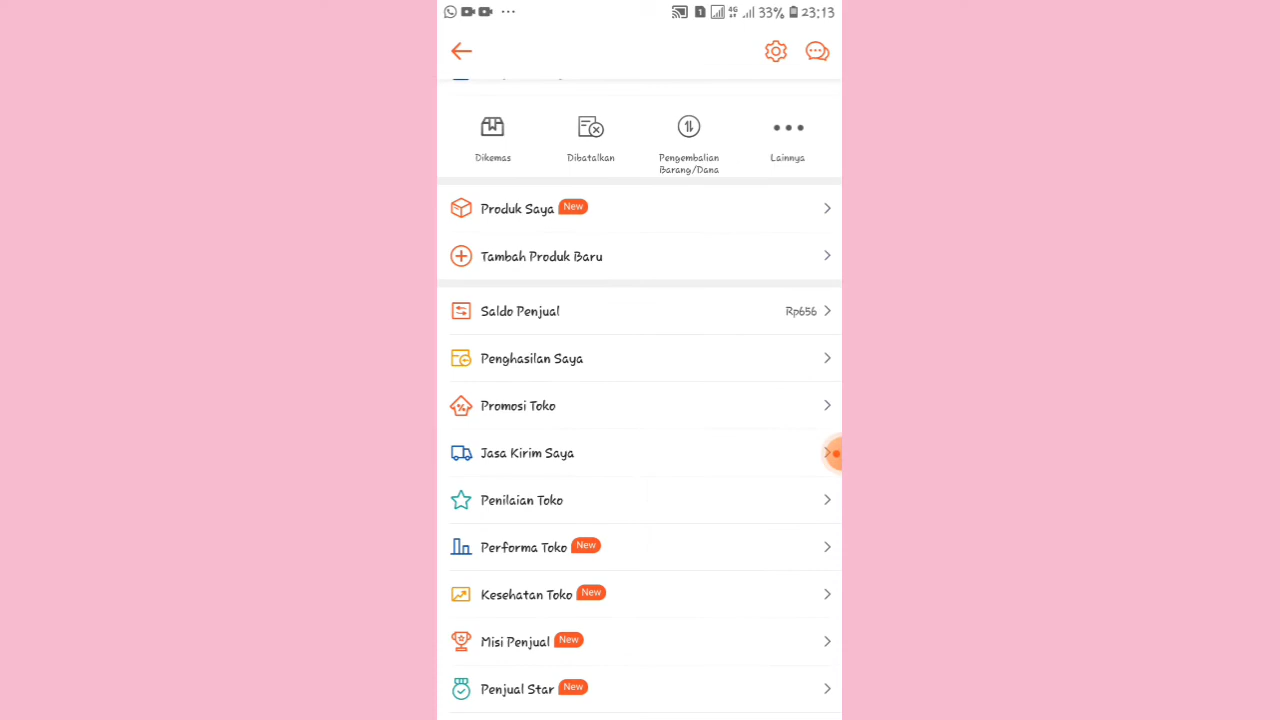 4G 33% 23:13
Dikemas
Dibatalkan
Pengembalian
Barang/Dana
Lainnya
Produk Saya New
Tambah Produk Baru
Saldo Penjual Rp656
Penghasilan Saya
Promosi Toko
Jasa Kirim Saya
Penilaian Toko
Performa Toko New
Kesehatan Toko New
Misi Penjual New
Penjual Star New